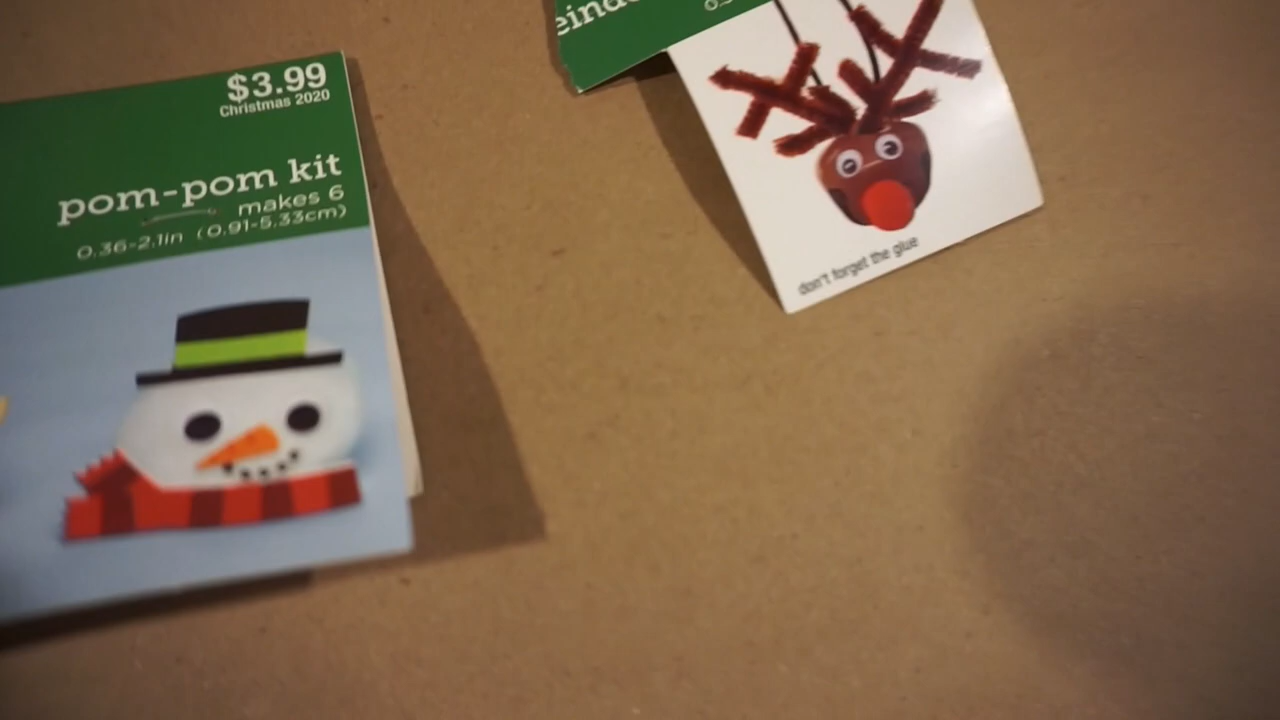 $3.99
Christmas 2020
pom-pom kit
makes 6
0.36-2.1in (0.91-5.33cm)
don't forget the glue